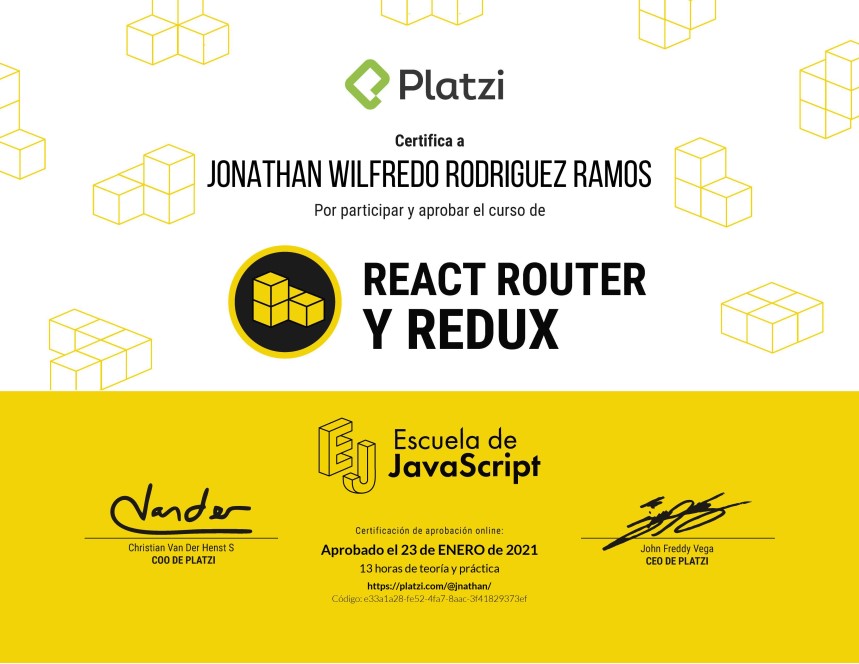 Platzi
Certifica a
JONATHAN WILFREDO RODRIGUEZ RAMOS
Por participar y aprobar el curso de
REACT ROUTER
Y REDUX
EJ
Escuela de
JavaScript
Vander
Christian Van Der Henst S
COO DE PLATZI
Certificación de aprobación online:
Aprobado el 23 de ENERO de 2021
13 horas de teoría y práctica
https://platzi.com/@jnathan/
Código: e33a1a28-fe52-4fa7-8aac-3f41829373ef
John Freddy Vega
CEO DE PLATZI